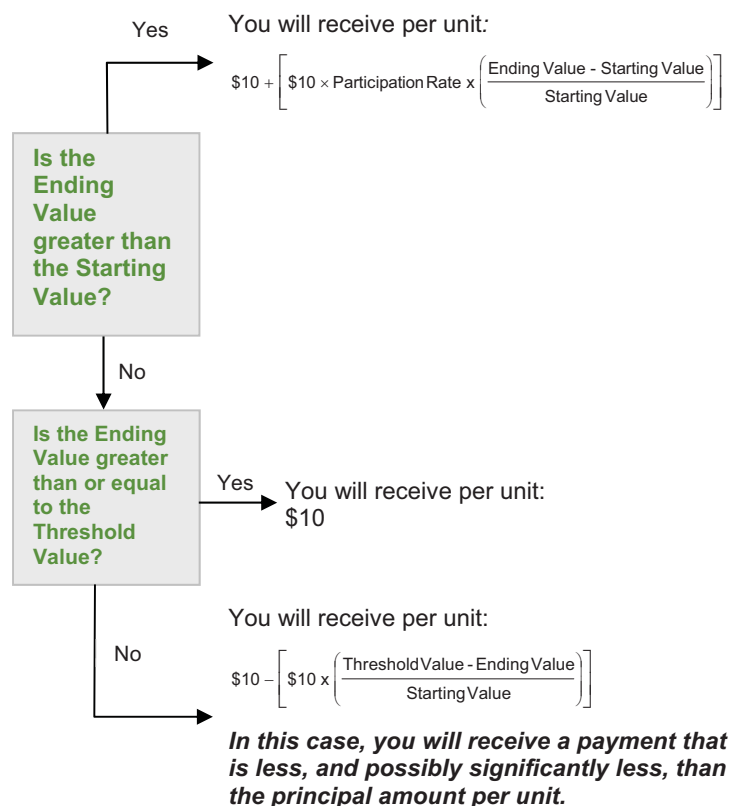 Yes
You will receive per unit:
$10 + [ $10 × Participation Rate x ( Ending Value - Starting Value
Starting Value ) ]
Is the
Ending
Value
greater than
the Starting
Value?
No
Is the Ending
Value greater
than or equal
to the
Threshold
Value?
Yes
You will receive per unit:
$10
No
You will receive per unit:
$10 – [ $10 x ( Threshold Value - Ending Value
Starting Value ) ]
In this case, you will receive a payment that
is less, and possibly significantly less, than
the principal amount per unit.